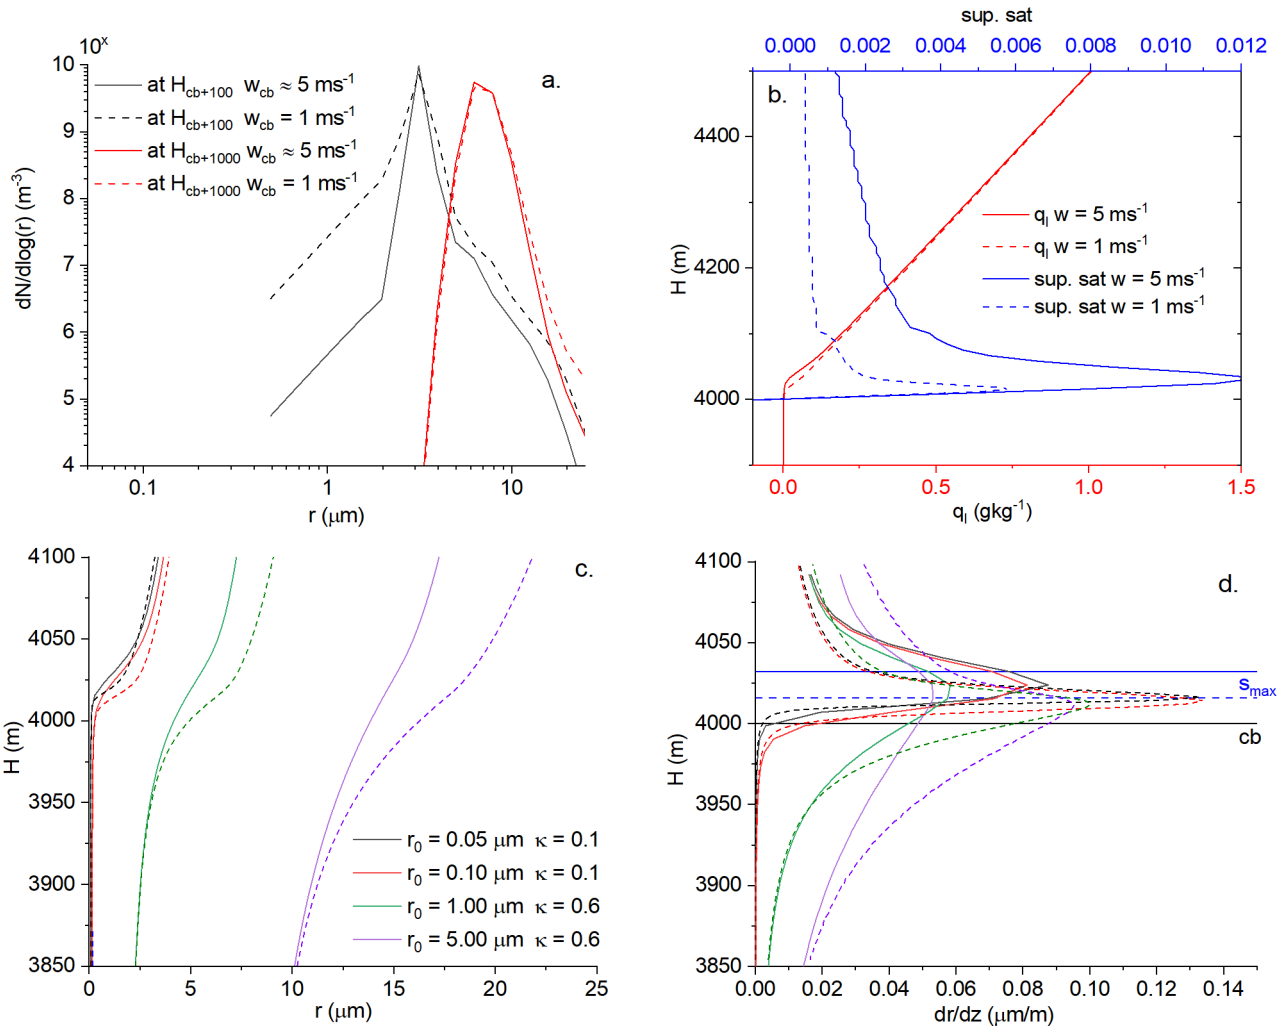 10^x
10
9
8
7
6
5
4
dN/dlog(r) (m^-3)
at H_cb+100 w_cb ≈ 5 ms^-1
at H_cb+100 w_cb = 1 ms^-1
at H_cb+1000 w_cb ≈ 5 ms^-1
at H_cb+1000 w_cb = 1 ms^-1
a.
0.1 1 10
r (μm)
sup. sat
0.000 0.002 0.004 0.006 0.008 0.010 0.012
b.
4400
4200
4000
H (m)
q_l w = 5 ms^-1
q_l w = 1 ms^-1
sup. sat w = 5 ms^-1
sup. sat w = 1 ms^-1
0.0 0.5 1.0 1.5
q_l (gkg^-1)
4100
4050
4000
3950
3900
3850
H (m)
c.
r_0 = 0.05 μm κ = 0.1
r_0 = 0.10 μm κ = 0.1
r_0 = 1.00 μm κ = 0.6
r_0 = 5.00 μm κ = 0.6
0 5 10 15 20 25
r (μm)
4100
4050
4000
3950
3900
3850
H (m)
d.
s_max
cb
0.00 0.02 0.04 0.06 0.08 0.10 0.12 0.14
dr/dz (μm/m)